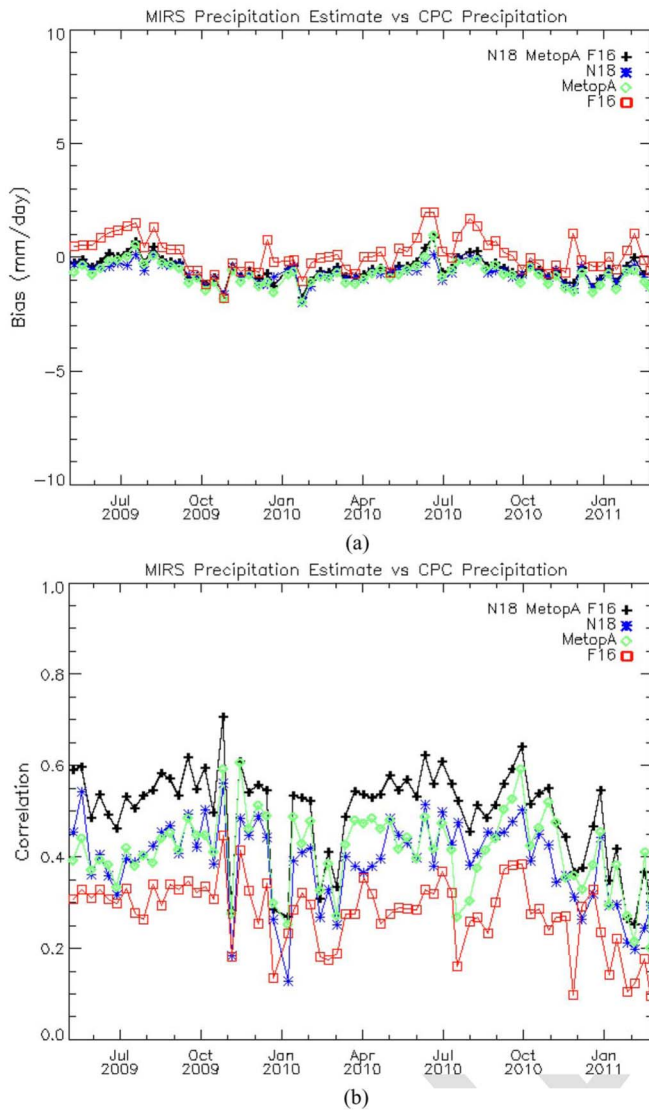 MIRS Precipitation Estimate vs CPC Precipitation
10
5
0
-5
-10
Bias (mm/day)
N18 MetopA F16
N18
MetopA
F16
Jul Oct Jan Apr Jul Oct Jan
2009 2009 2010 2010 2010 2010 2011
(a)
MIRS Precipitation Estimate vs CPC Precipitation
1.0
0.8
0.6
0.4
0.2
0.0
Correlation
N18 MetopA F16
N18
MetopA
F16
Jul Oct Jan Apr Jul Oct Jan
2009 2009 2010 2010 2010 2010 2011
(b)